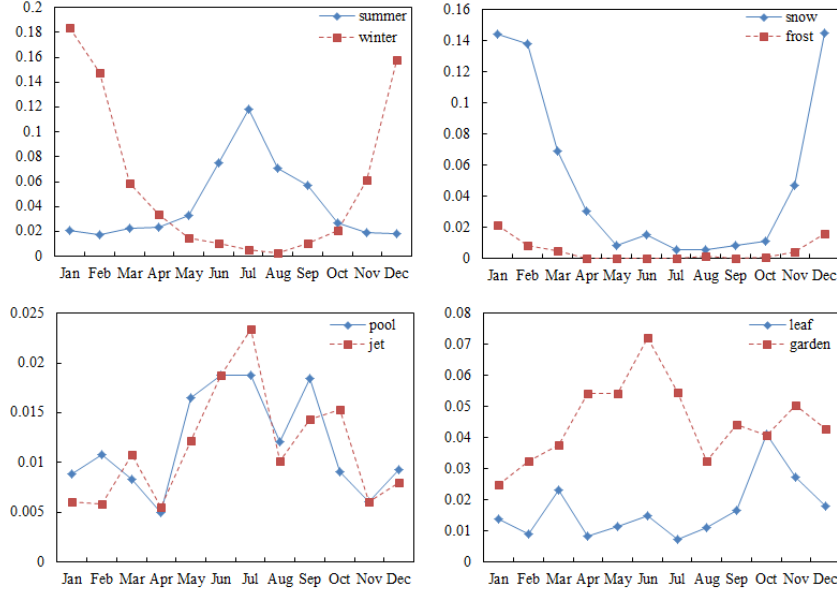 0.2
0.18
0.16
0.14
0.12
0.1
0.08
0.06
0.04
0.02
0
summer
winter
Jan Feb Mar Apr May Jun Jul Aug Sep Oct Nov Dec
0.16
0.14
0.12
0.1
0.08
0.06
0.04
0.02
0
snow
frost
Jan Feb Mar Apr May Jun Jul Aug Sep Oct Nov Dec
0.025
0.02
0.015
0.01
0.005
0
pool
jet
Jan Feb Mar Apr May Jun Jul Aug Sep Oct Nov Dec
0.08
0.07
0.06
0.05
0.04
0.03
0.02
0.01
0
leaf
garden
Jan Feb Mar Apr May Jun Jul Aug Sep Oct Nov Dec